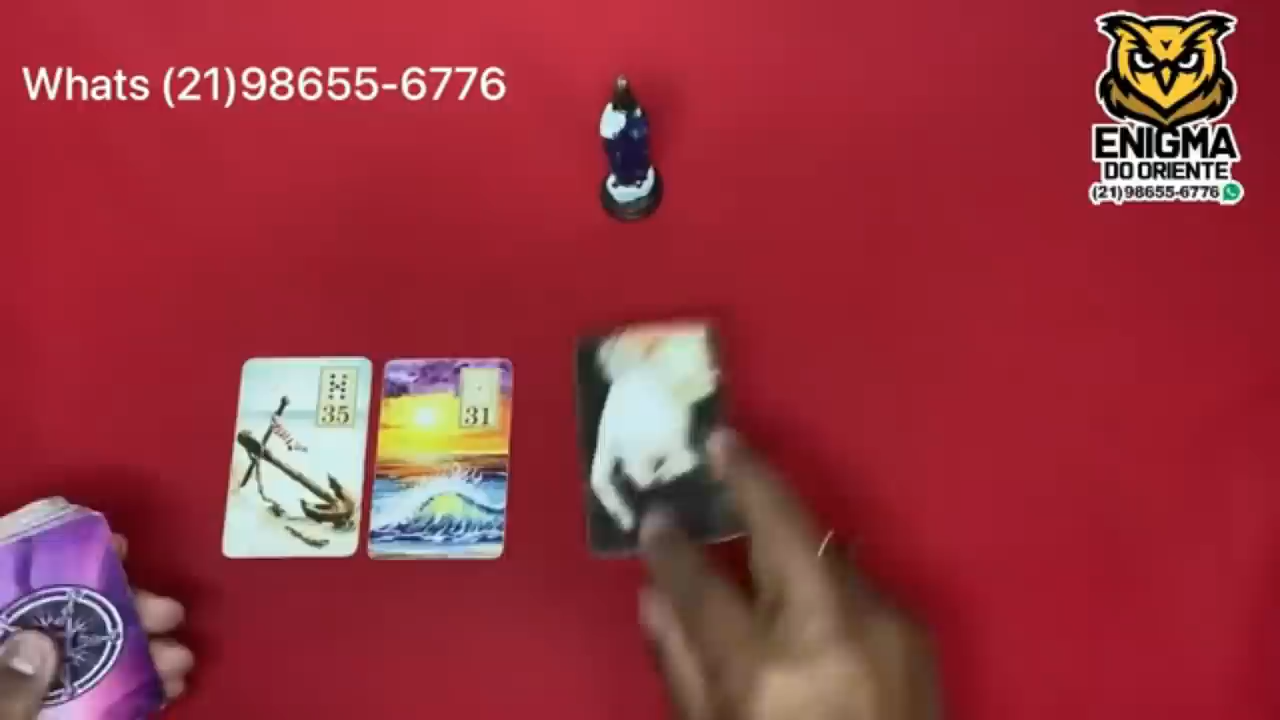 Whats (21)98655-6776
ENIGMA
DO ORIENTE
(21)98655-6776
35
31